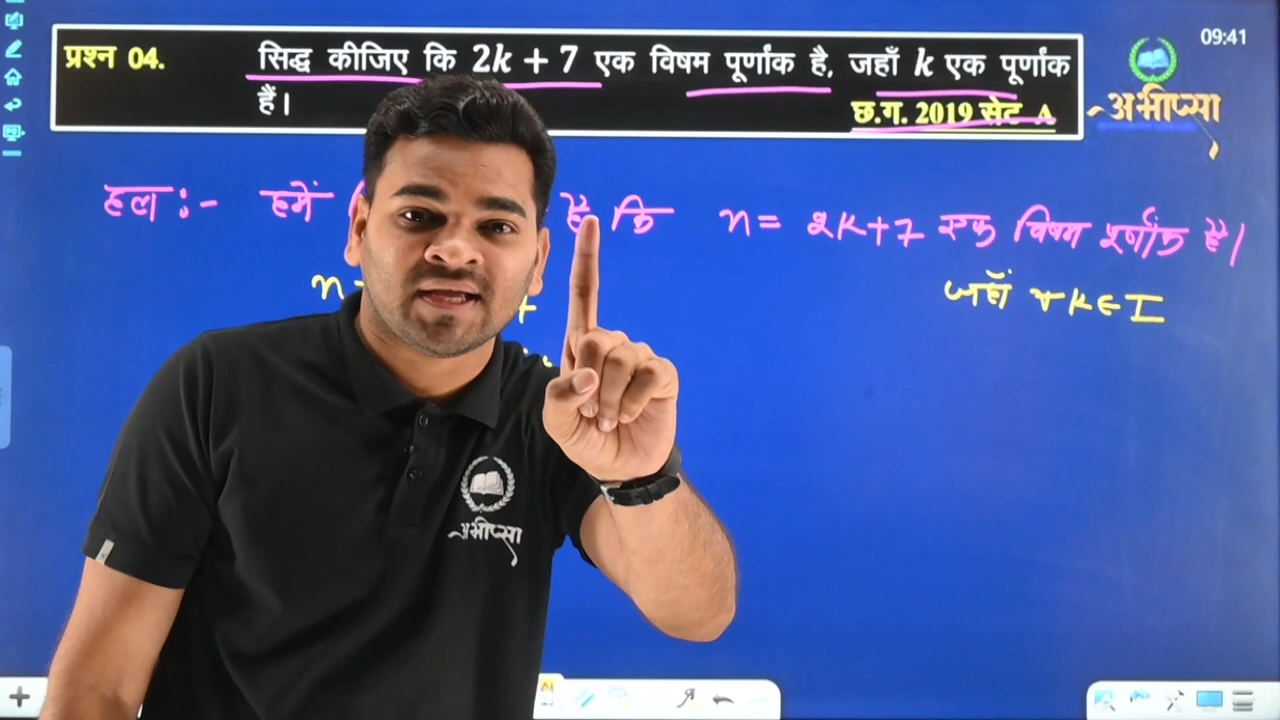 09:41
प्रश्न 04. सिद्ध कीजिए कि 2k + 7 एक विषम पूर्णांक है, जहाँ k एक पूर्णांक
हैं।
छ.ग. 2019 सेट A
अभीप्सा
हल :- हमें है कि n = 2k+7 एक विषम पूर्णांक है।
जहाँ ∀ k ∈ I
n =
अभीप्सा